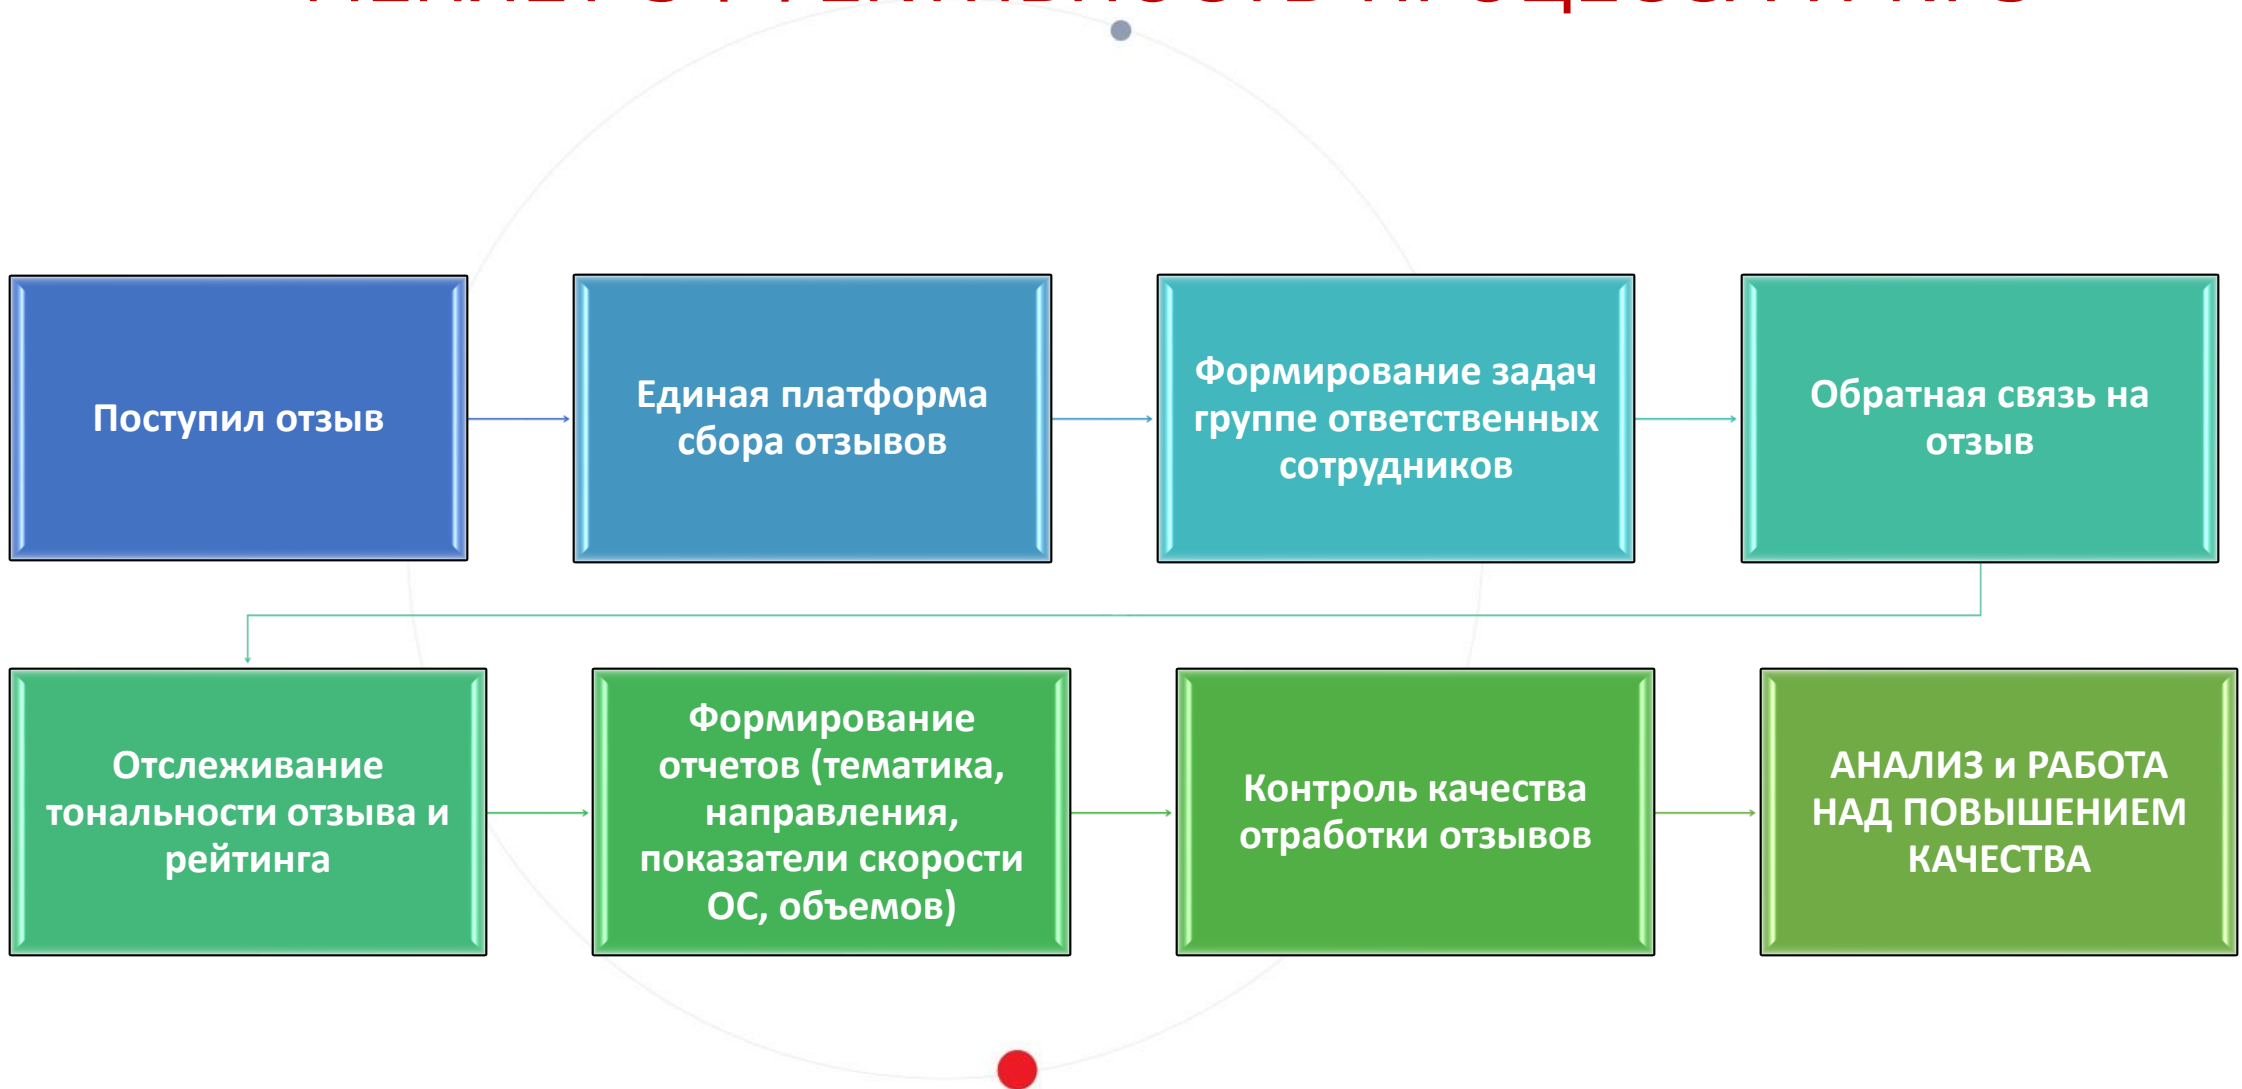 Поступил отзыв
Единая платформа
сбора отзывов
Формирование задач
группе ответственных
сотрудников
Обратная связь на
отзыв
Отслеживание
тональности отзыва и
рейтинга
Формирование
отчетов (тематика,
направления,
показатели скорости
ОС, объемов)
Контроль качества
отработки отзывов
АНАЛИЗ и РАБОТА
НАД ПОВЫШЕНИЕМ
КАЧЕСТВА